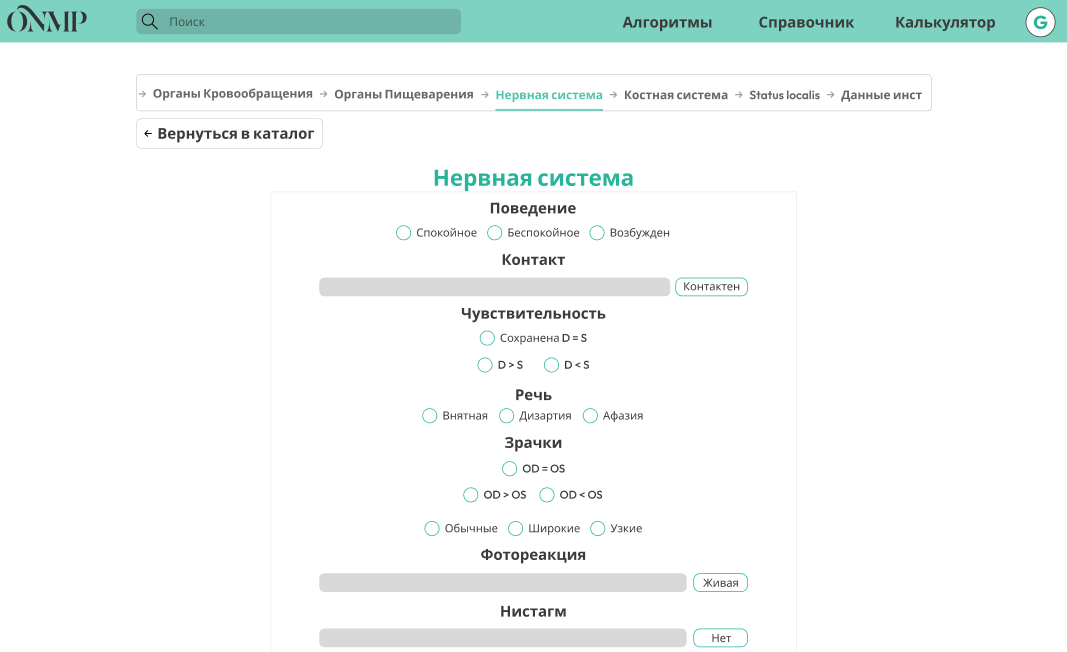 ONMP
Поиск
Алгоритмы
Справочник
Калькулятор
G
→ Органы Кровообращения → Органы Пищеварения → Нервная система → Костная система → Status localis → Данные инст
← Вернуться в каталог
Нервная система
Поведение
Спокойное Беспокойное Возбужден
Контакт
Контактен
Чувствительность
Сохранена D = S
D > S D < S
Речь
Внятная Дизартия Афазия
Зрачки
OD = OS
OD > OS OD < OS
Обычные Широкие Узкие
Фотореакция
Живая
Нистагм
Нет